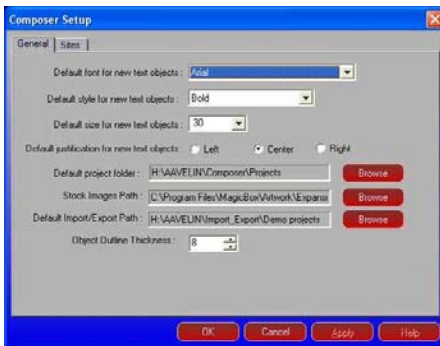 Composer Setup
General Sites
Default font for new text objects : Arial
Default style for new text objects : Bold
Default size for new text objects : 30
Default justification for new text objects : Left Center Right
Default project folder : H:\AAVELIN\Composer\Projects Browse
Stock Images Path : C:\Program Files\MagicBox\Artwork\Expansi Browse
Default Import/Export Path : H:\AAVELIN\Import_Export\Demo projects Browse
Object Outline Thickness : 8
OK Cancel Apply Help